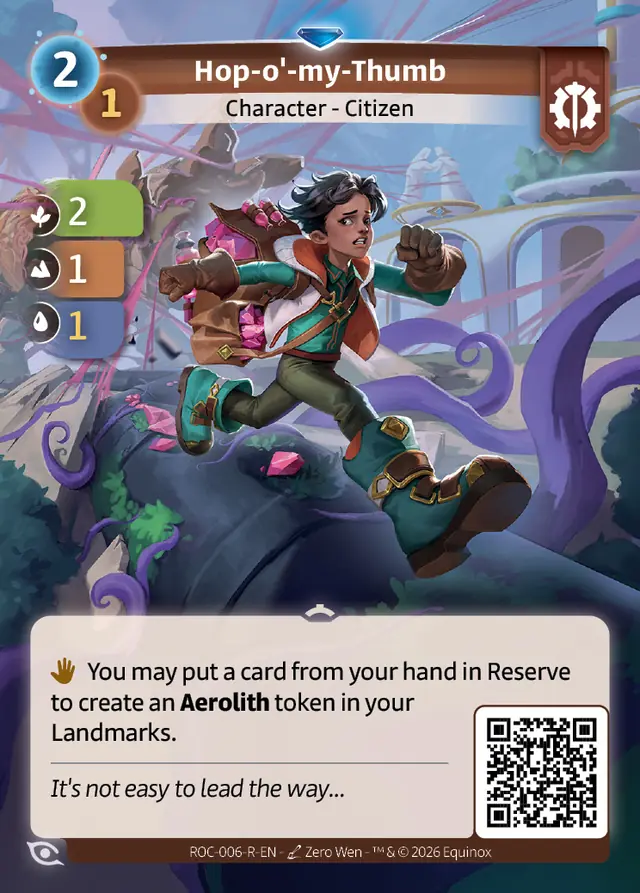 2
Hop-o'-my-Thumb
1
Character - Citizen
2
1
1
You may put a card from your hand in Reserve
to create an Aerolith token in your
Landmarks.
It's not easy to lead the way...
ROC-006-R-EN - Zero Wen - ™ & © 2026 Equinox